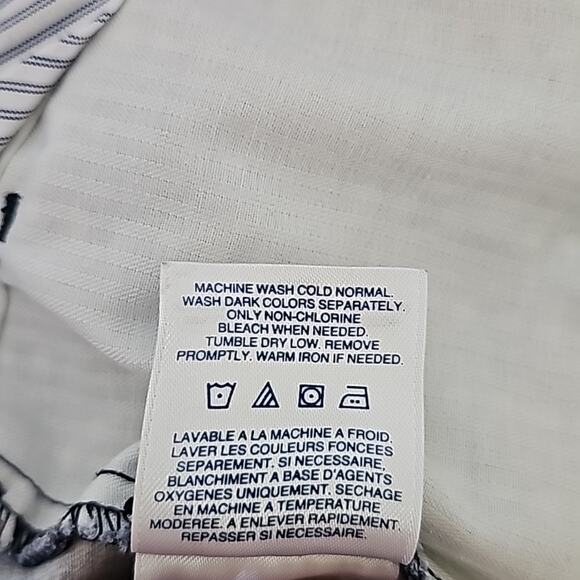 MACHINE WASH COLD NORMAL.
WASH DARK COLORS SEPARATELY.
ONLY NON-CHLORINE
BLEACH WHEN NEEDED.
TUMBLE DRY LOW. REMOVE
PROMPTLY. WARM IRON IF NEEDED.
LAVABLE A LA MACHINE A FROID.
LAVER LES COULEURS FONCEES
SEPAREMENT. SI NECESSAIRE,
BLANCHIMENT A BASE D'AGENTS
OXYGENES UNIQUEMENT. SECHAGE
EN MACHINE A TEMPERATURE
MODEREE. A ENLEVER RAPIDEMENT.
REPASSER SI NECESSAIRE.